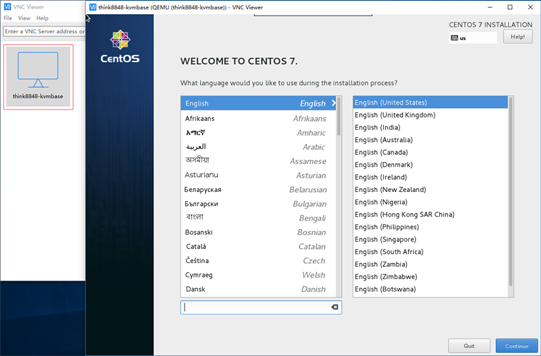 VNC Viewer
File View Help
Enter a VNC Server address or
think8848-kvmbase
think8848-kvmbase (QEMU (think8848-kvmbase)) - VNC Viewer
CentOS
CENTOS 7 INSTALLATION
us
Help!
WELCOME TO CENTOS 7.
What language would you like to use during the installation process?
English English
Afrikaans Afrikaans
አማርኛ Amharic
العربية Arabic
অসমীয়া Assamese
Asturianu Asturian
Беларуская Belarusian
Български Bulgarian
বাংলা Bengali
Bosanski Bosnian
Català Catalan
Čeština Czech
Cymraeg Welsh
Dansk Danish
English (United States)
English (United Kingdom)
English (India)
English (Australia)
English (Canada)
English (Denmark)
English (Ireland)
English (New Zealand)
English (Nigeria)
English (Hong Kong SAR China)
English (Philippines)
English (Singapore)
English (South Africa)
English (Zambia)
English (Zimbabwe)
English (Botswana)
Quit
Continue